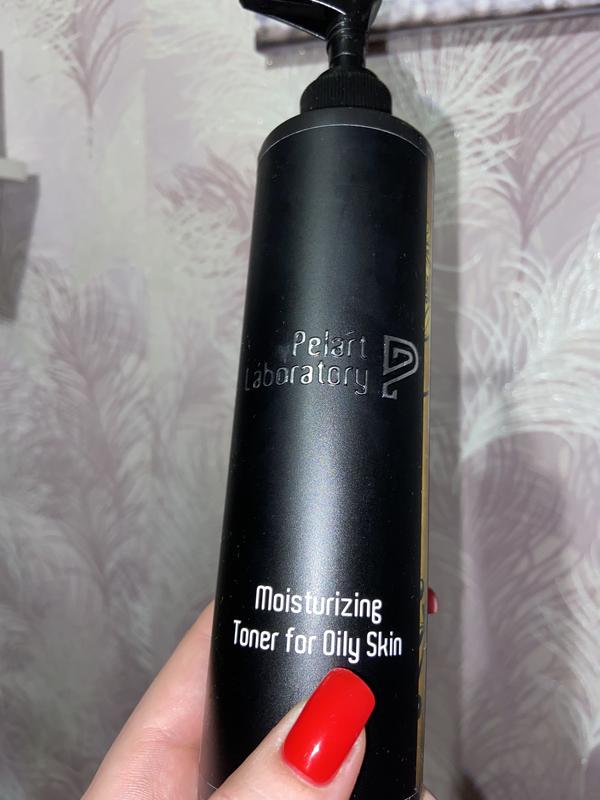 Pelart
Laboratory
Moisturizing
Toner for Oily Skin